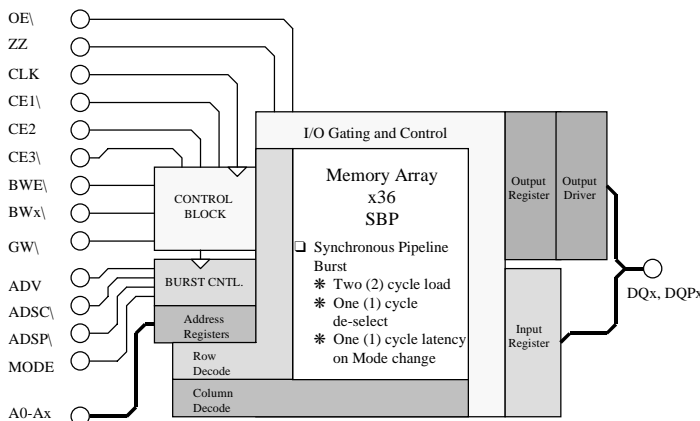 OE\
ZZ
CLK
CE1\
CE2
CE3\
BWE\
BWx\
GW\
ADV
ADSC\
ADSP\
MODE
A0-Ax
CONTROL
BLOCK
BURST CNTL.
Address
Registers
Row
Decode
Column
Decode
I/O Gating and Control
Memory Array
x36
SBP
❑ Synchronous Pipeline
Burst
✳ Two (2) cycle load
✳ One (1) cycle
de-select
✳ One (1) cycle latency
on Mode change
Output
Register
Output
Driver
Input
Register
DQx, DQPx